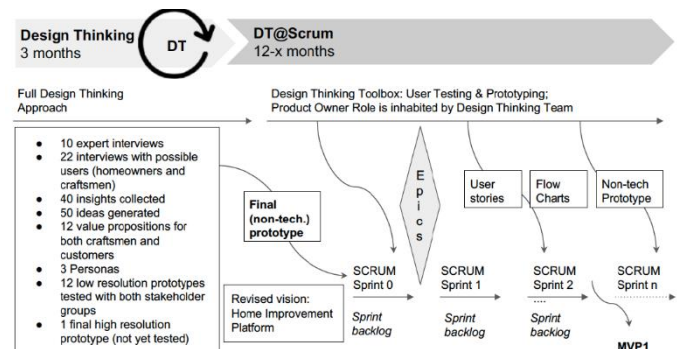 Design Thinking
3 months
DT
DT@Scrum
12-x months
Full Design Thinking
Approach
Design Thinking Toolbox: User Testing & Prototyping;
Product Owner Role is inhabited by Design Thinking Team
• 10 expert interviews
• 22 interviews with possible
users (homeowners and
craftsmen)
• 40 insights collected
• 50 ideas generated
• 12 value propositions for
both craftsmen and
customers
• 3 Personas
• 12 low resolution prototypes
tested with both stakeholder
groups
• 1 final high resolution
prototype (not yet tested)
Final
(non-tech.)
prototype
Revised vision:
Home Improvement
Platform
E
p
i
c
s
User
stories
Flow
Charts
Non-tech
Prototype
SCRUM
Sprint 0
Sprint
backlog
SCRUM
Sprint 1
Sprint
backlog
SCRUM
Sprint 2
....
Sprint
backlog
SCRUM
Sprint n
MVP1